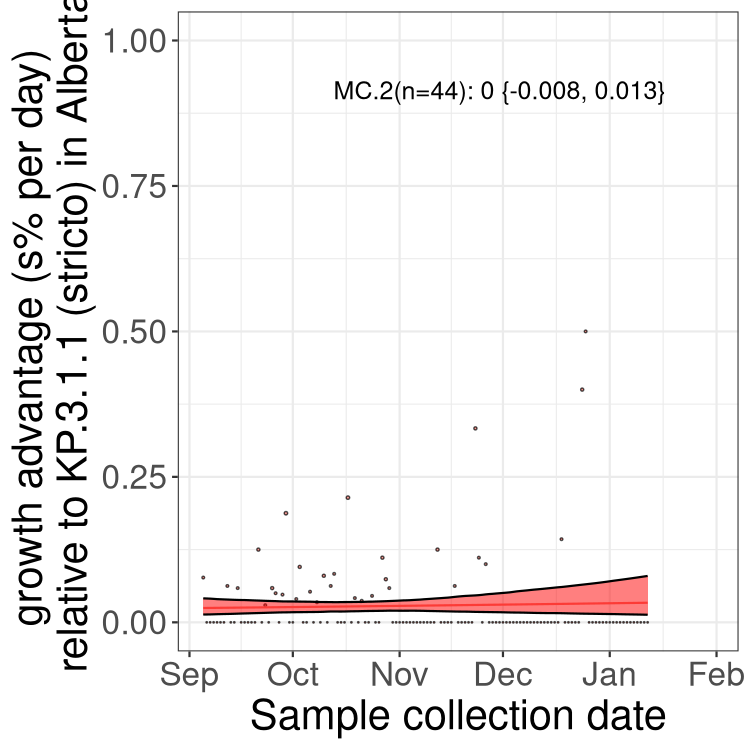 growth advantage (s% per day)
relative to KP.3.1.1 (stricto) in Alberta
1.00
0.75
0.50
0.25
0.00
MC.2(n=44): 0 {-0.008, 0.013}
Sep Oct Nov Dec Jan Feb
Sample collection date